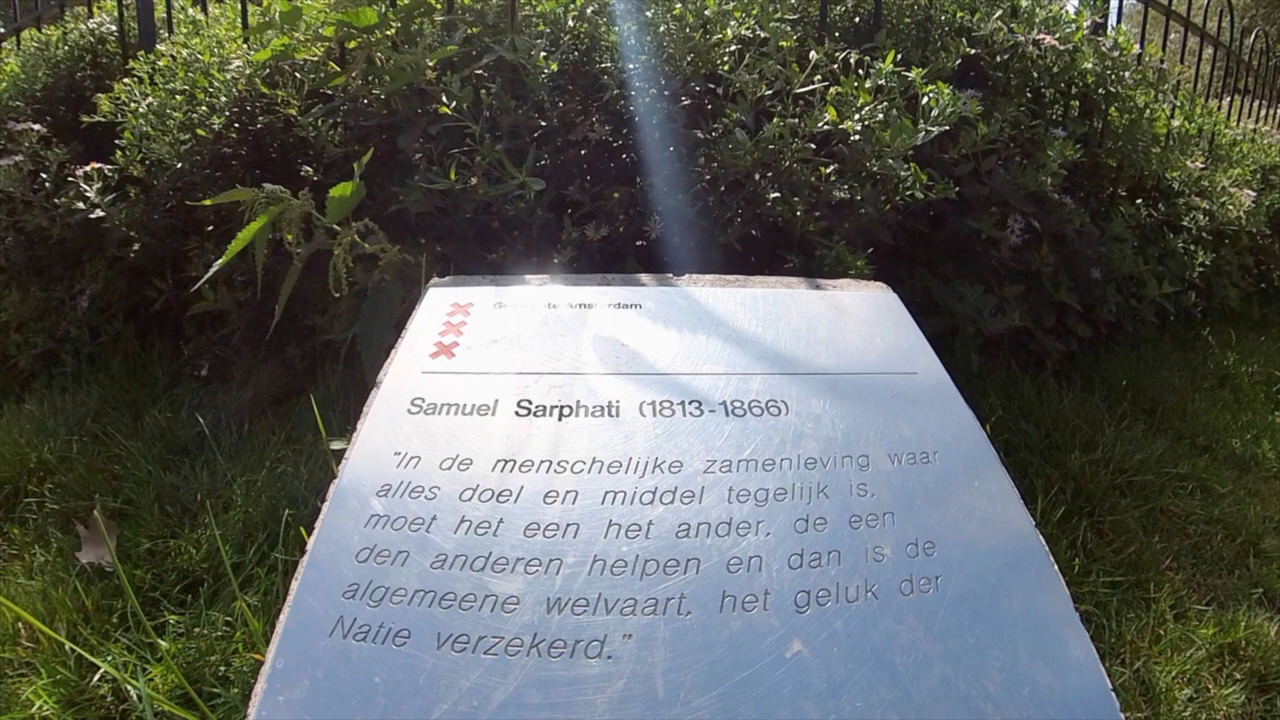 Gemeente Amsterdam
Samuel Sarphati (1813-1866)
"In de menschelijke zamenleving waar
alles doel en middel tegelijk is,
moet het een het ander, de een
den anderen helpen en dan is de
algemeene welvaart, het geluk der
Natie verzekerd."